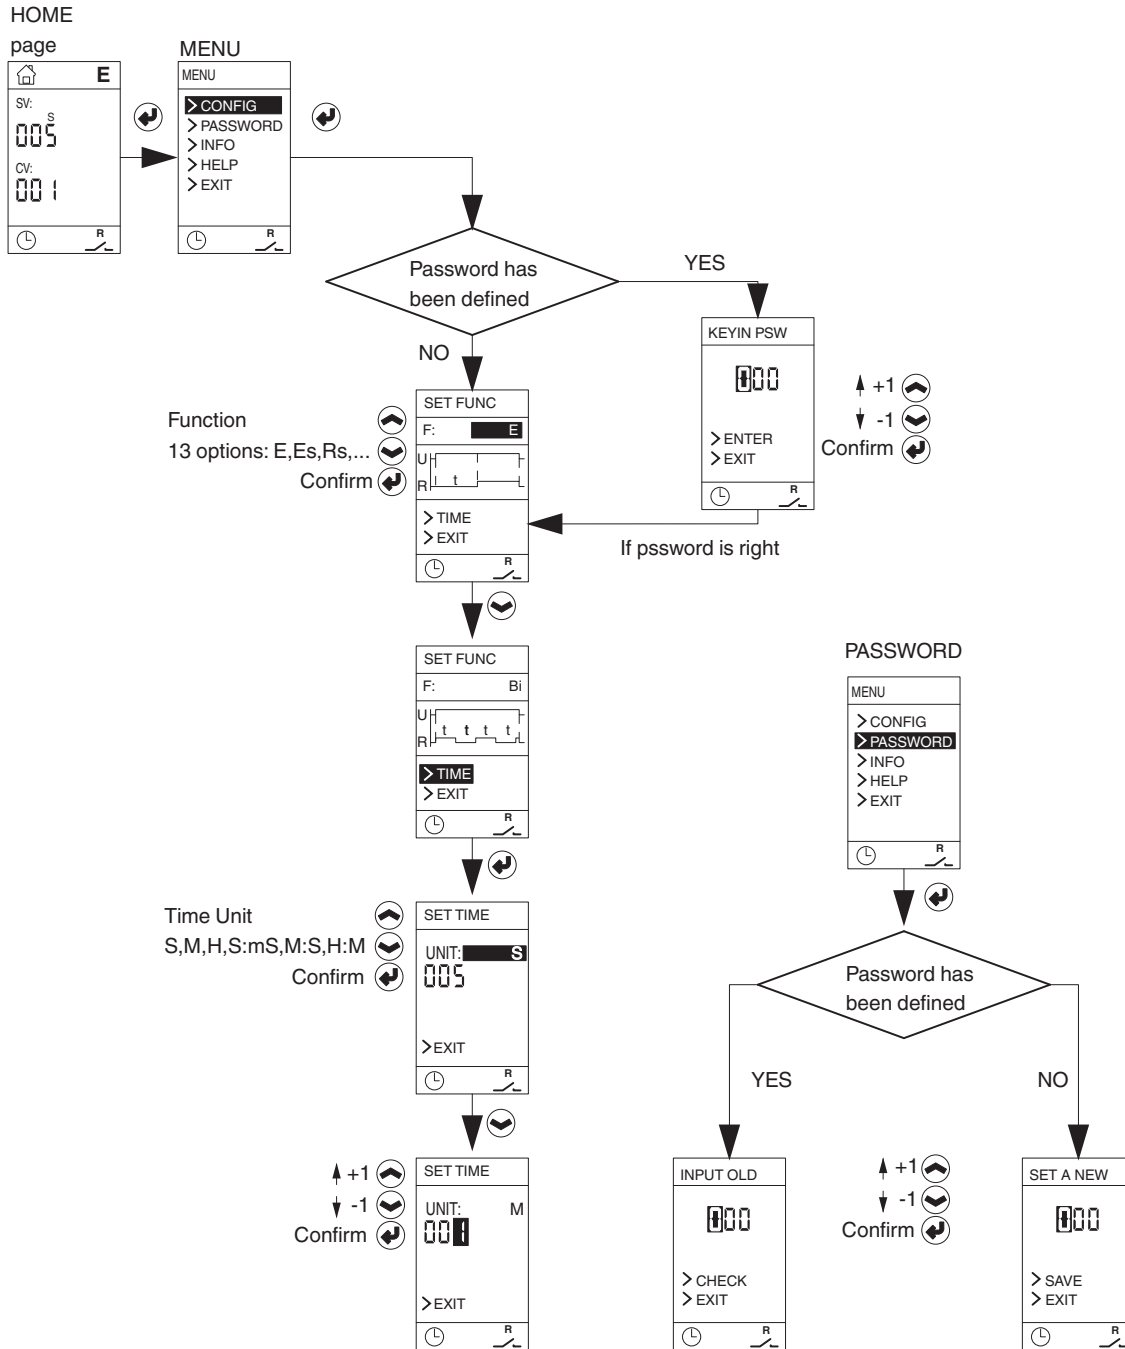 HOME
page
E
SV:
S
005
CV:
001
R
MENU
MENU
>CONFIG
>PASSWORD
>INFO
>HELP
>EXIT
R
Password has
been defined
YES
NO
KEYIN PSW
00
>ENTER
>EXIT
R
+1
-1
Confirm
If pssword is right
Function
13 options: E,Es,Rs,...
Confirm
SET FUNC
F: E
U
R t
>TIME
>EXIT
R
SET FUNC
F: Bi
U
R t t t t
>TIME
>EXIT
R
Time Unit
S,M,H,S:mS,M:S,H:M
Confirm
SET TIME
UNIT: S
005
>EXIT
R
+1
-1
Confirm
SET TIME
UNIT: M
001
>EXIT
R
PASSWORD
MENU
>CONFIG
>PASSWORD
>INFO
>HELP
>EXIT
R
Password has
been defined
YES
NO
INPUT OLD
00
>CHECK
>EXIT
R
+1
-1
Confirm
SET A NEW
00
>SAVE
>EXIT
R